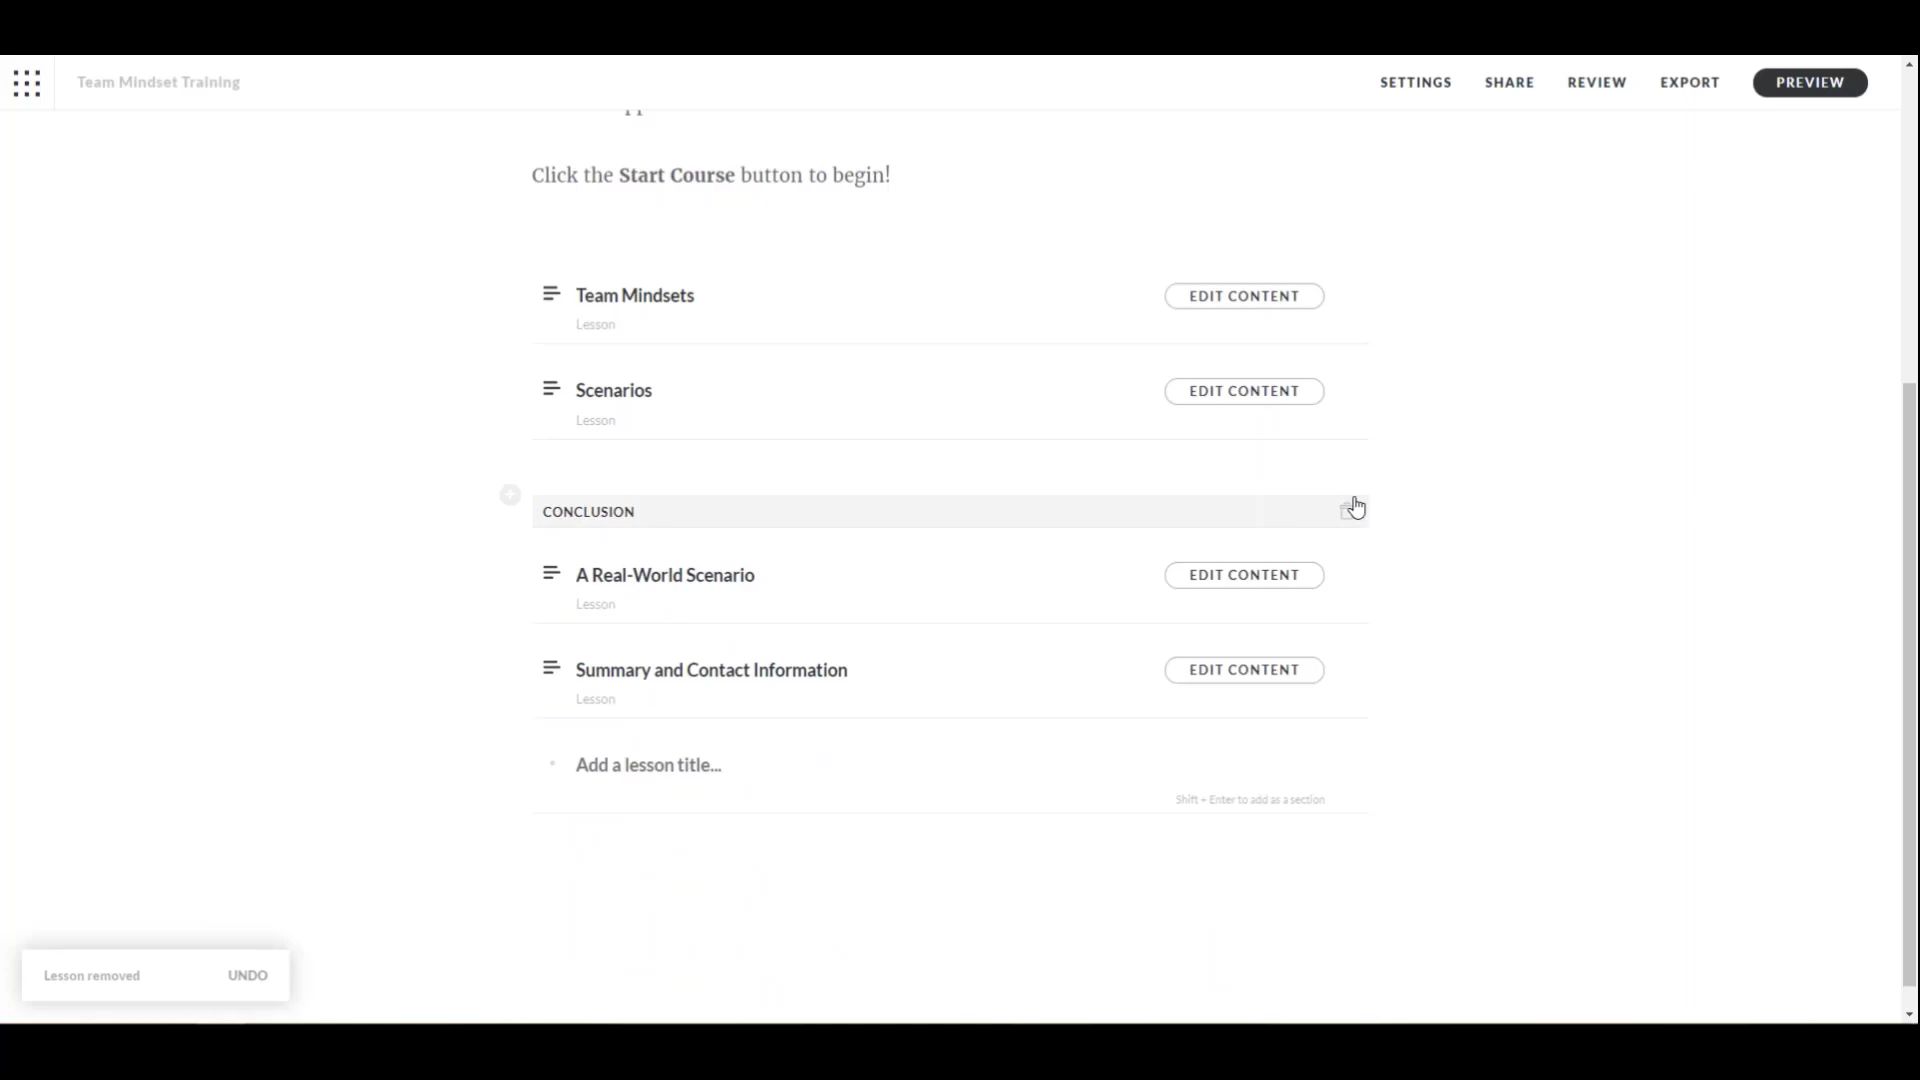 Team Mindset Training
SETTINGS
SHARE
REVIEW
EXPORT
PREVIEW
Click the Start Course button to begin!
Team Mindsets
EDIT CONTENT
Lesson
Scenarios
EDIT CONTENT
Lesson
CONCLUSION
A Real-World Scenario
EDIT CONTENT
Lesson
Summary and Contact Information
EDIT CONTENT
Lesson
Add a lesson title...
Shift + Enter to add as a section
Lesson removed
UNDO